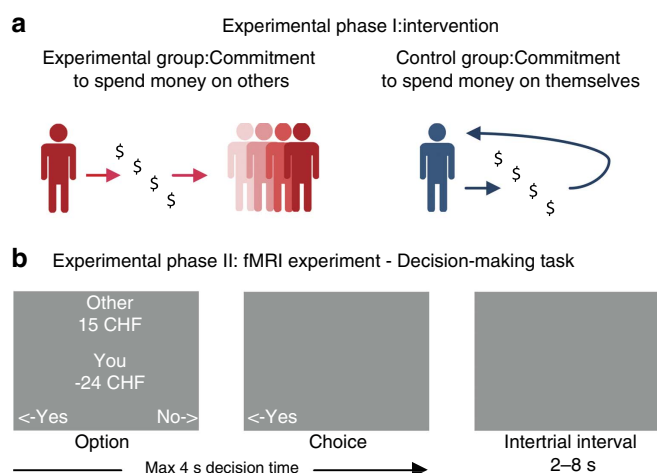 a
Experimental phase I:intervention
Experimental group:Commitment
to spend money on others
Control group:Commitment
to spend money on themselves
$
$
$
$
$
$
$
$
b Experimental phase II: fMRI experiment - Decision-making task
Other
15 CHF
You
-24 CHF
<-Yes No->
<-Yes
Option
Choice
Intertrial interval
2–8 s
Max 4 s decision time